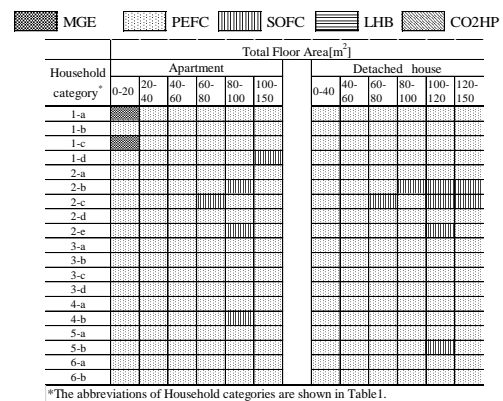 MGE PEFC SOFC LHB CO2HP
Total Floor Area[m2]
Household category* Apartment Detached house
0-20 20-40 40-60 60-80 80-100 100-150 0-40 40-60 60-80 80-100 100-120 120-150
1-a
1-b
1-c
1-d
2-a
2-b
2-c
2-d
2-e
3-a
3-b
3-c
3-d
4-a
4-b
5-a
5-b
6-a
6-b
*The abbreviations of Household categories are shown in Table1.